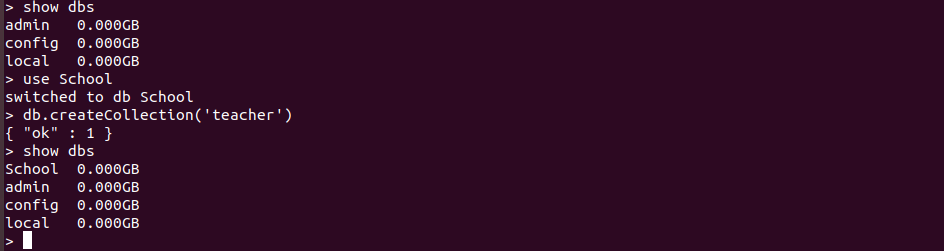 > show dbs
admin   0.000GB
config  0.000GB
local   0.000GB
> use School
switched to db School
> db.createCollection('teacher')
{ "ok" : 1 }
> show dbs
School  0.000GB
admin   0.000GB
config  0.000GB
local   0.000GB
>